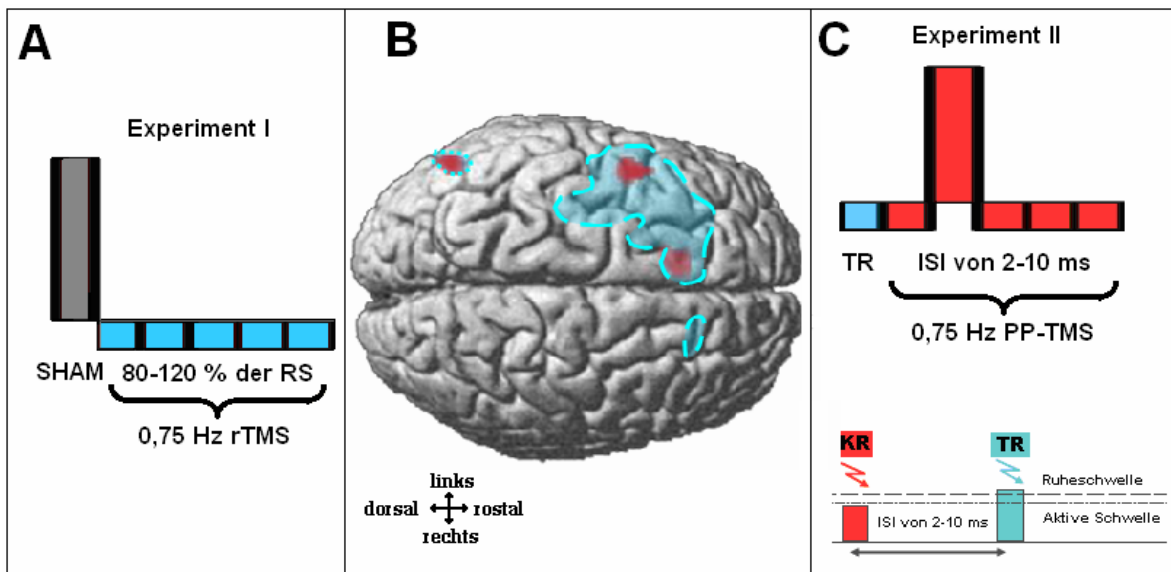 A
Experiment I
SHAM
80-120 % der RS
0,75 Hz rTMS
B
links
dorsal
rostal
rechts
C
Experiment II
TR
ISI von 2-10 ms
0,75 Hz PP-TMS
KR
TR
Ruheschwelle
ISI von 2-10 ms
Aktive Schwelle